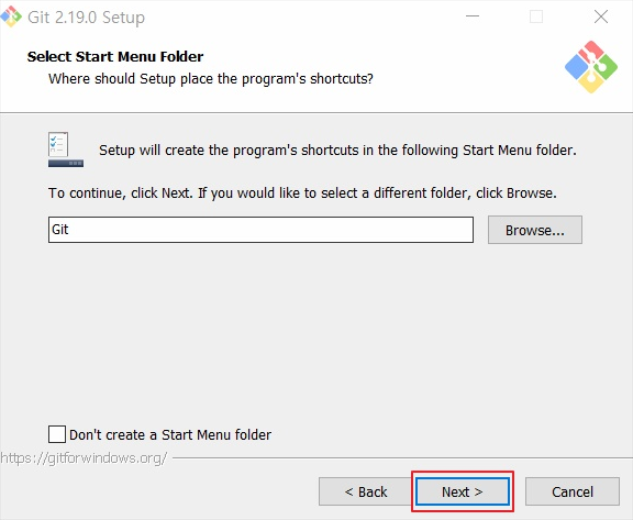 Git 2.19.0 Setup
Select Start Menu Folder
Where should Setup place the program's shortcuts?
Setup will create the program's shortcuts in the following Start Menu folder.
To continue, click Next. If you would like to select a different folder, click Browse.
Git
Browse...
Don't create a Start Menu folder
https://gitforwindows.org/
< Back
Next >
Cancel